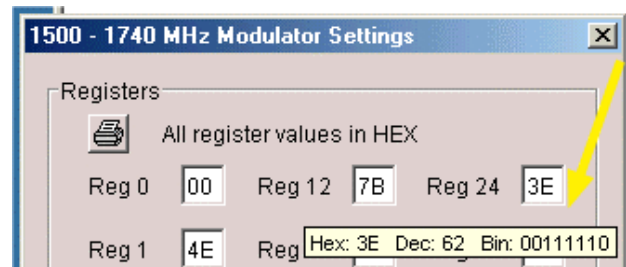 1500 - 1740 MHz Modulator Settings
Registers
All register values in HEX
Reg 0 00 Reg 12 7B Reg 24 3E
Reg 1 4E Reg
Hex: 3E Dec: 62 Bin: 00111110